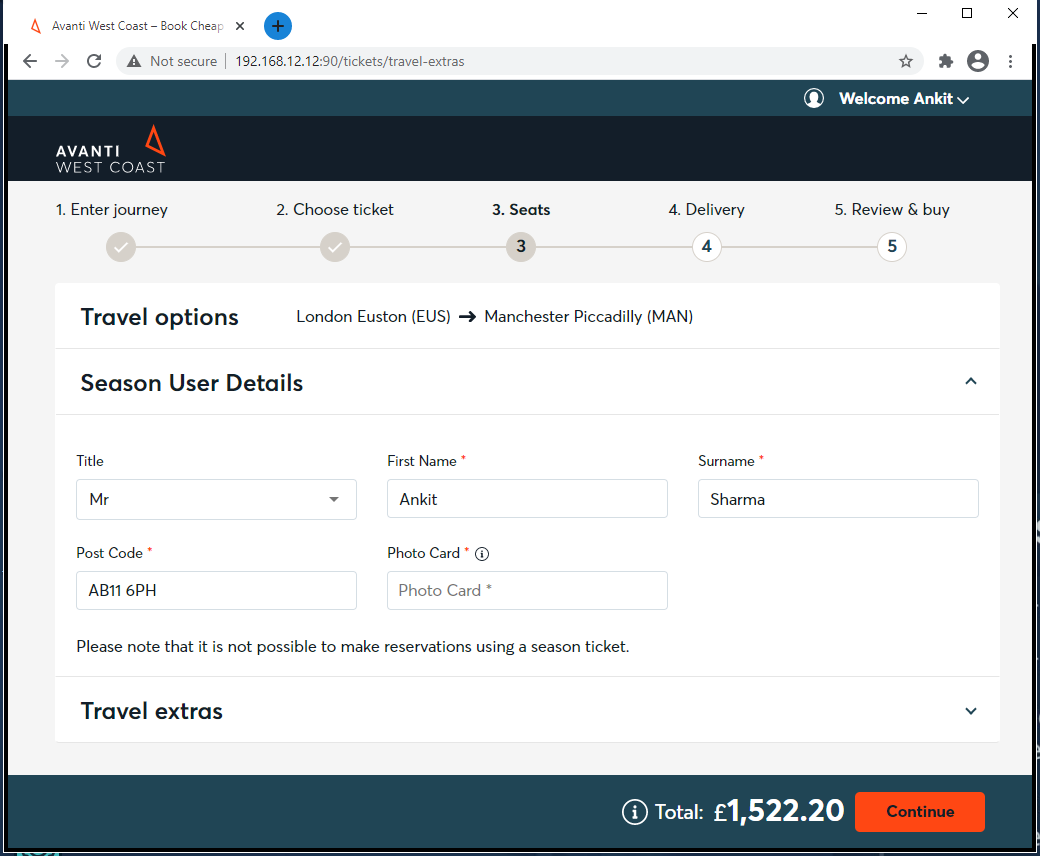 Avanti West Coast – Book Cheap
Not secure
192.168.12.12:90/tickets/travel-extras
Welcome Ankit
AVANTI
WEST COAST
1. Enter journey
2. Choose ticket
3. Seats
4. Delivery
5. Review & buy
3
4
5
Travel options
London Euston (EUS) → Manchester Piccadilly (MAN)
Season User Details
Title
First Name *
Surname *
Mr
Ankit
Sharma
Post Code *
Photo Card *
AB11 6PH
Photo Card *
Please note that it is not possible to make reservations using a season ticket.
Travel extras
Total: £1,522.20
Continue